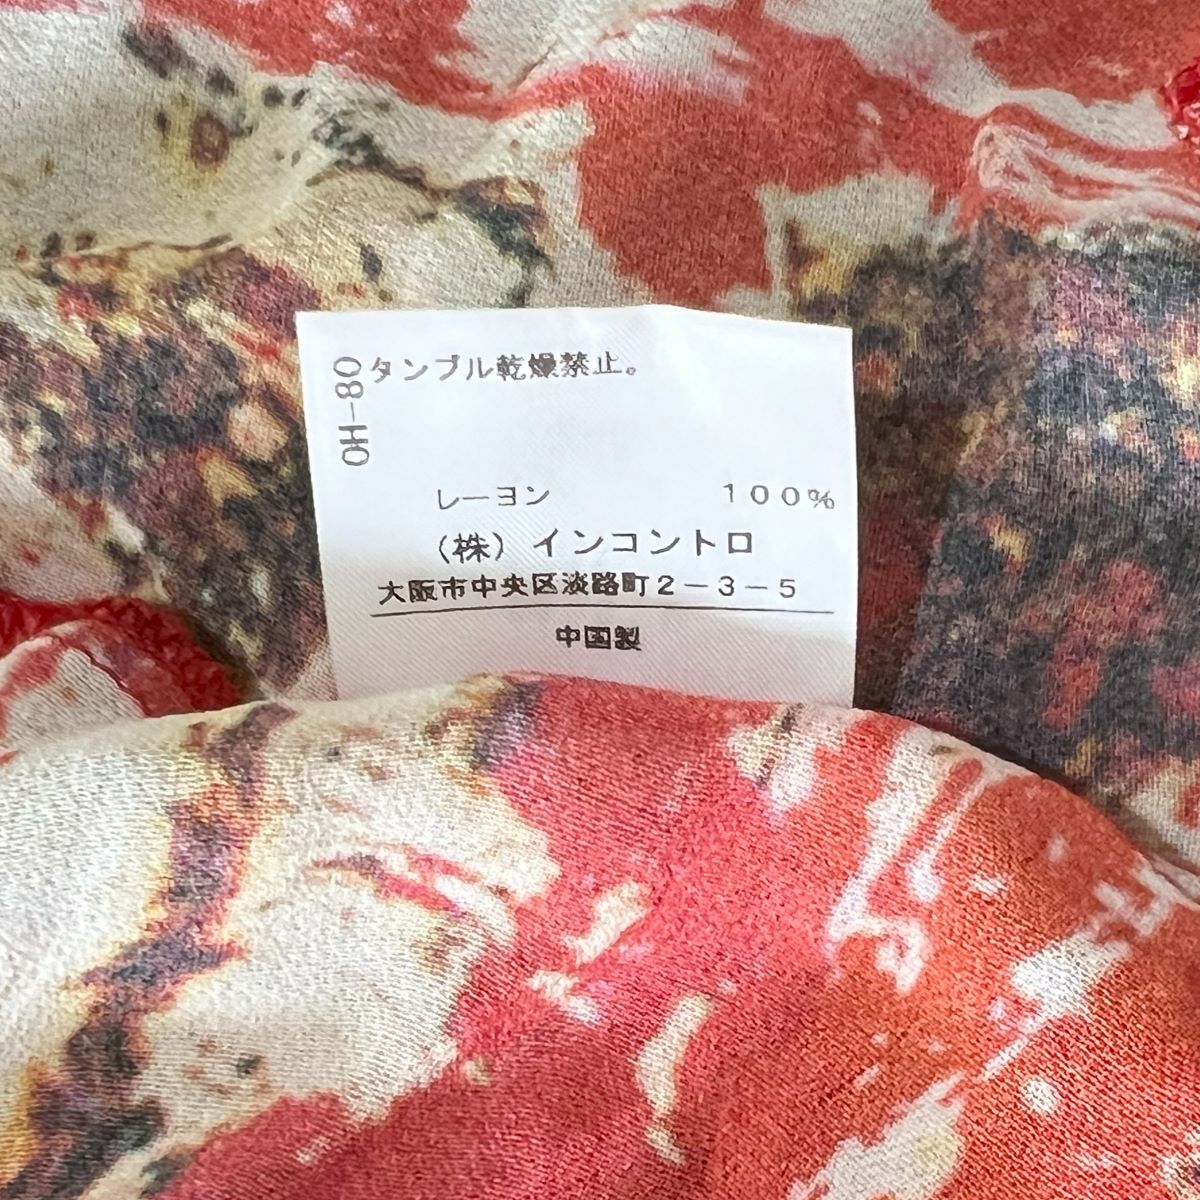 タンブル乾燥禁止。
OH-80
レーヨン 100%
(株)インコントロ
大阪市中央区淡路町2-3-5
中国製